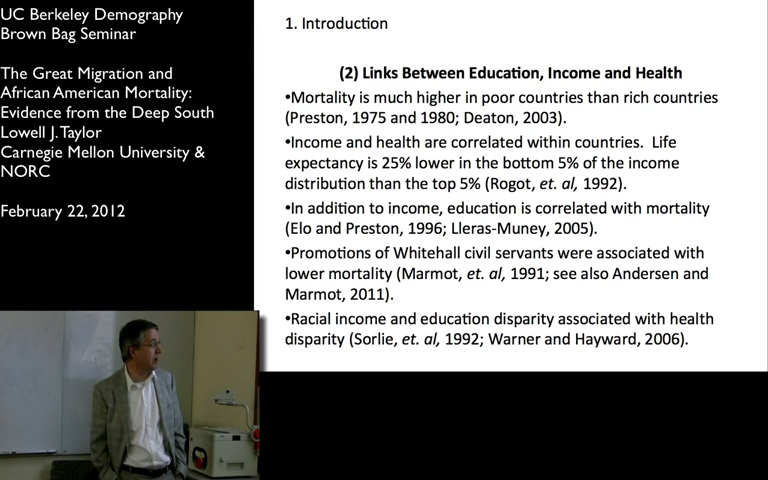 UC Berkeley Demography
Brown Bag Seminar
The Great Migration and
African American Mortality:
Evidence from the Deep South
Lowell J. Taylor
Carnegie Mellon University &
NORC
February 22, 2012
1. Introduction
(2) Links Between Education, Income and Health
•Mortality is much higher in poor countries than rich countries
(Preston, 1975 and 1980; Deaton, 2003).
•Income and health are correlated within countries.  Life
expectancy is 25% lower in the bottom 5% of the income
distribution than the top 5% (Rogot, et. al, 1992).
•In addition to income, education is correlated with mortality
(Elo and Preston, 1996; Lleras-Muney, 2005).
•Promotions of Whitehall civil servants were associated with
lower mortality (Marmot, et. al, 1991; see also Andersen and
Marmot, 2011).
•Racial income and education disparity associated with health
disparity (Sorlie, et. al, 1992; Warner and Hayward, 2006).